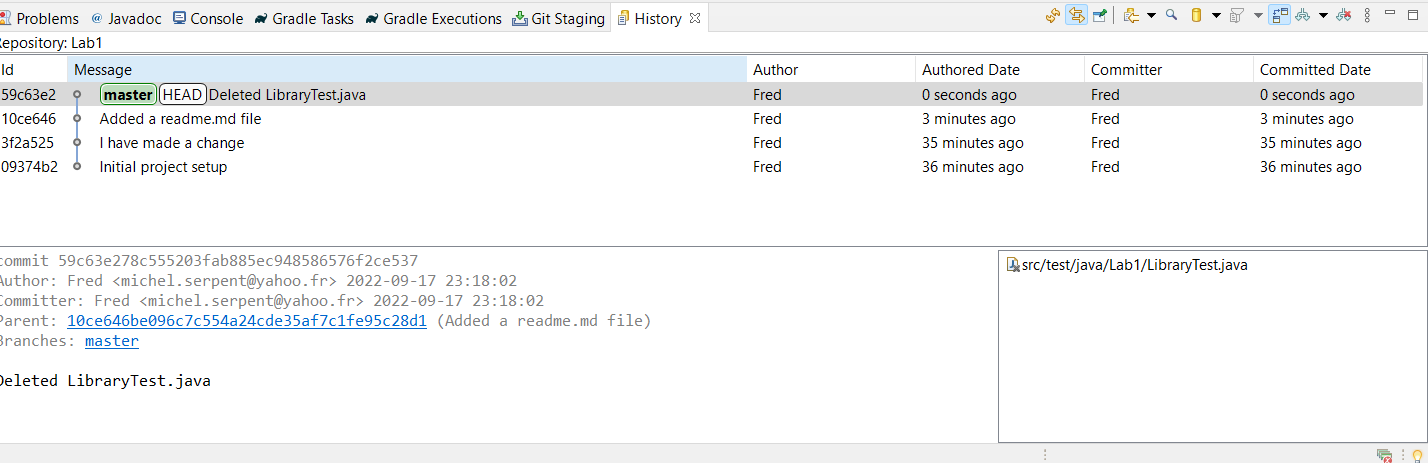 Problems @ Javadoc Console Gradle Tasks Gradle Executions Git Staging History
Repository: Lab1
Id Message Author Authored Date Committer Committed Date
59c63e2 master HEAD Deleted LibraryTest.java Fred 0 seconds ago Fred 0 seconds ago
10ce646 Added a readme.md file Fred 3 minutes ago Fred 3 minutes ago
3f2a525 I have made a change Fred 35 minutes ago Fred 35 minutes ago
09374b2 Initial project setup Fred 36 minutes ago Fred 36 minutes ago
commit 59c63e278c555203fab885ec948586576f2ce537
Author: Fred <michel.serpent@yahoo.fr> 2022-09-17 23:18:02
Committer: Fred <michel.serpent@yahoo.fr> 2022-09-17 23:18:02
Parent: 10ce646be096c7c554a24cde35af7c1fe95c28d1 (Added a readme.md file)
Branches: master
Deleted LibraryTest.java
src/test/java/Lab1/LibraryTest.java